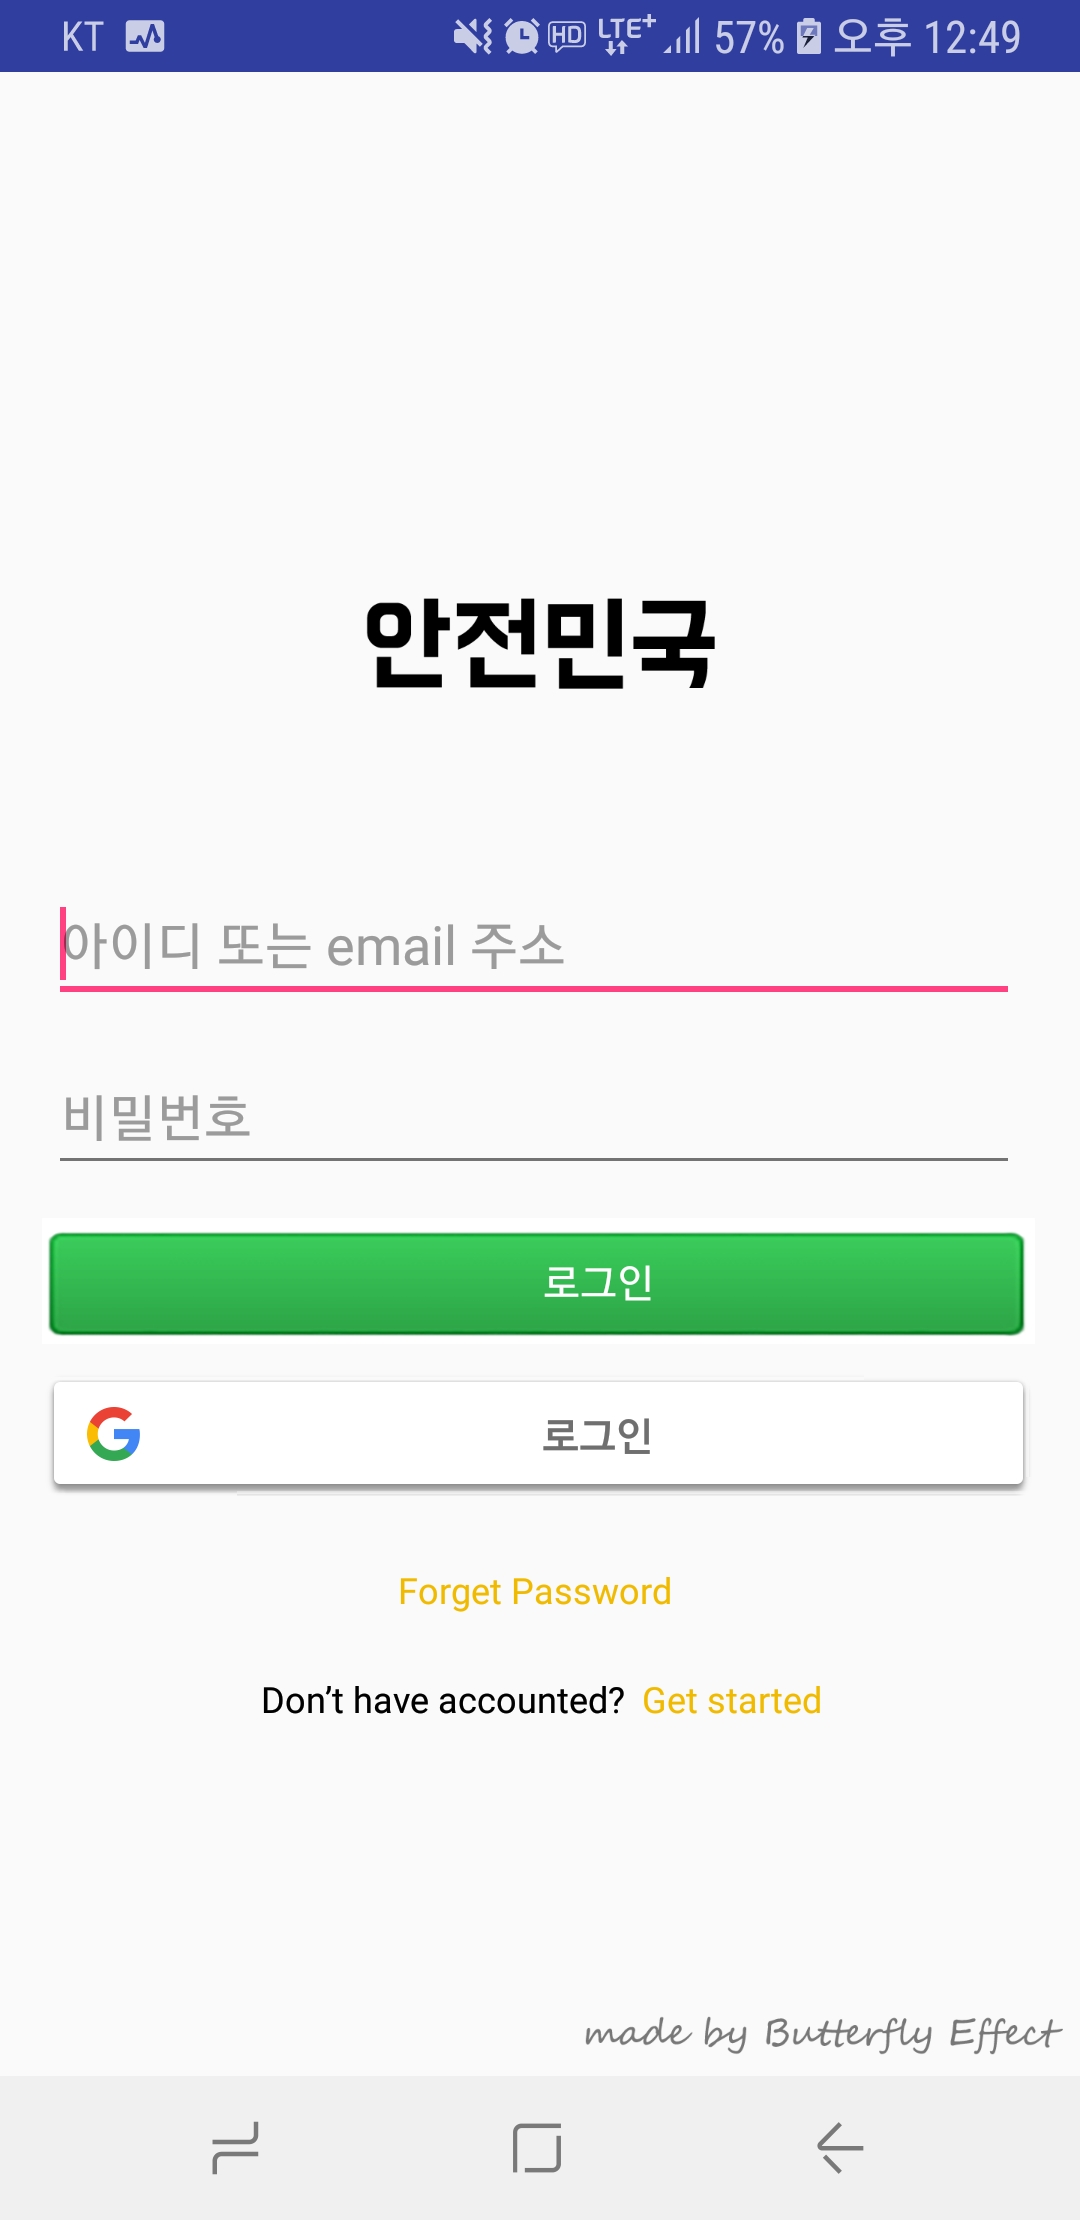 KT HD LTE+ 57% 오후 12:49
안전민국
아이디 또는 email 주소
비밀번호
로그인
로그인
Forget Password
Don't have accounted? Get started
made by Butterfly Effect